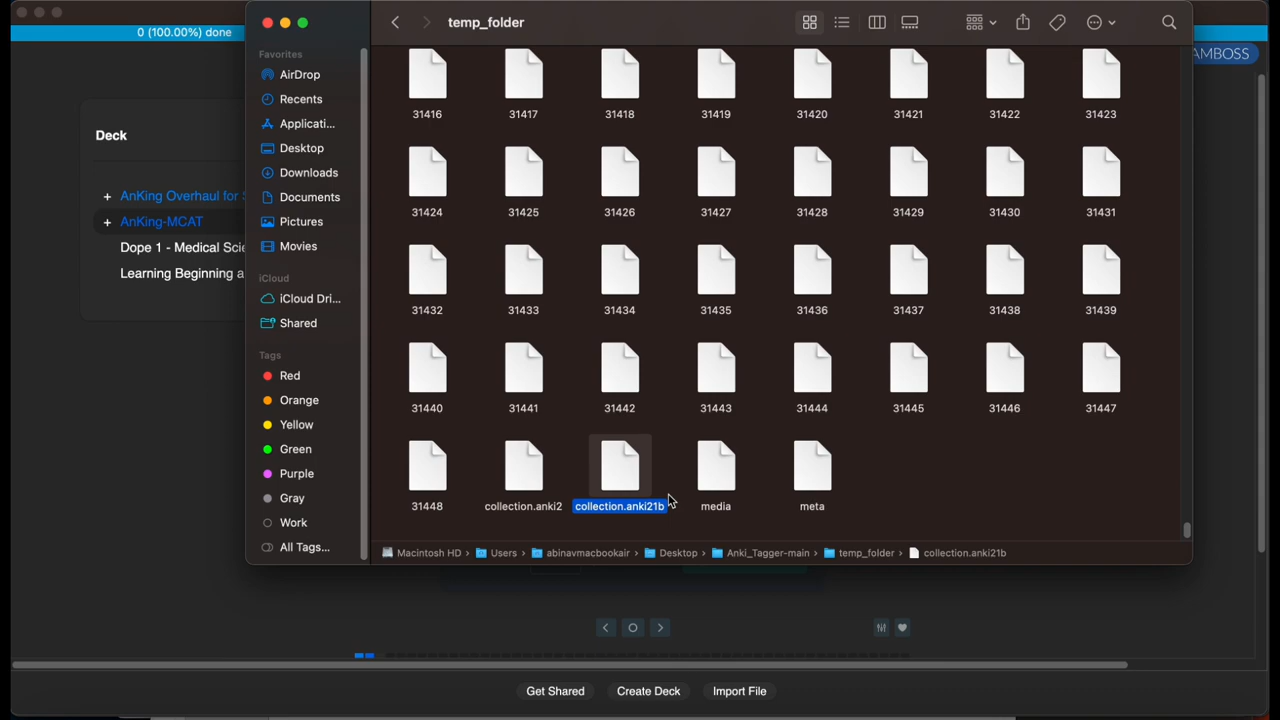 0 (100.00%) done
temp_folder
AMBOSS
Favorites
AirDrop
Recents
Applicati...
Desktop
Downloads
Documents
Pictures
Movies
iCloud
iCloud Dri...
Shared
Tags
Red
Orange
Yellow
Green
Purple
Gray
Work
All Tags...
Deck
+ AnKing Overhaul for S
+ AnKing-MCAT
Dope 1 - Medical Scie
Learning Beginning a
31416 31417 31418 31419 31420 31421 31422 31423
31424 31425 31426 31427 31428 31429 31430 31431
31432 31433 31434 31435 31436 31437 31438 31439
31440 31441 31442 31443 31444 31445 31446 31447
31448 collection.anki2 collection.anki21b media meta
Macintosh HD › Users › abinavmacbookair › Desktop › Anki_Tagger-main › temp_folder › collection.anki21b
Get Shared Create Deck Import File